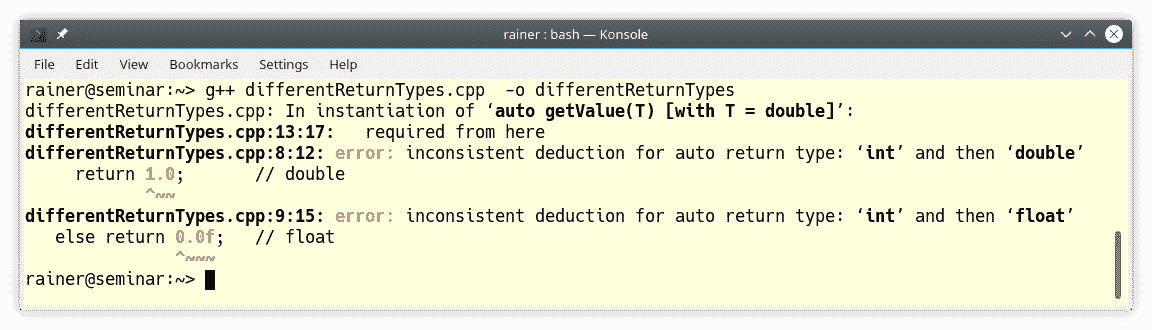 rainer : bash — Konsole
File Edit View Bookmarks Settings Help
rainer@seminar:~> g++ differentReturnTypes.cpp  -o differentReturnTypes
differentReturnTypes.cpp: In instantiation of ‘auto getValue(T) [with T = double]’:
differentReturnTypes.cpp:13:17:   required from here
differentReturnTypes.cpp:8:12: error: inconsistent deduction for auto return type: ‘int’ and then ‘double’
     return 1.0;       // double
            ^~~
differentReturnTypes.cpp:9:15: error: inconsistent deduction for auto return type: ‘int’ and then ‘float’
   else return 0.0f;   // float
               ^~~~
rainer@seminar:~>